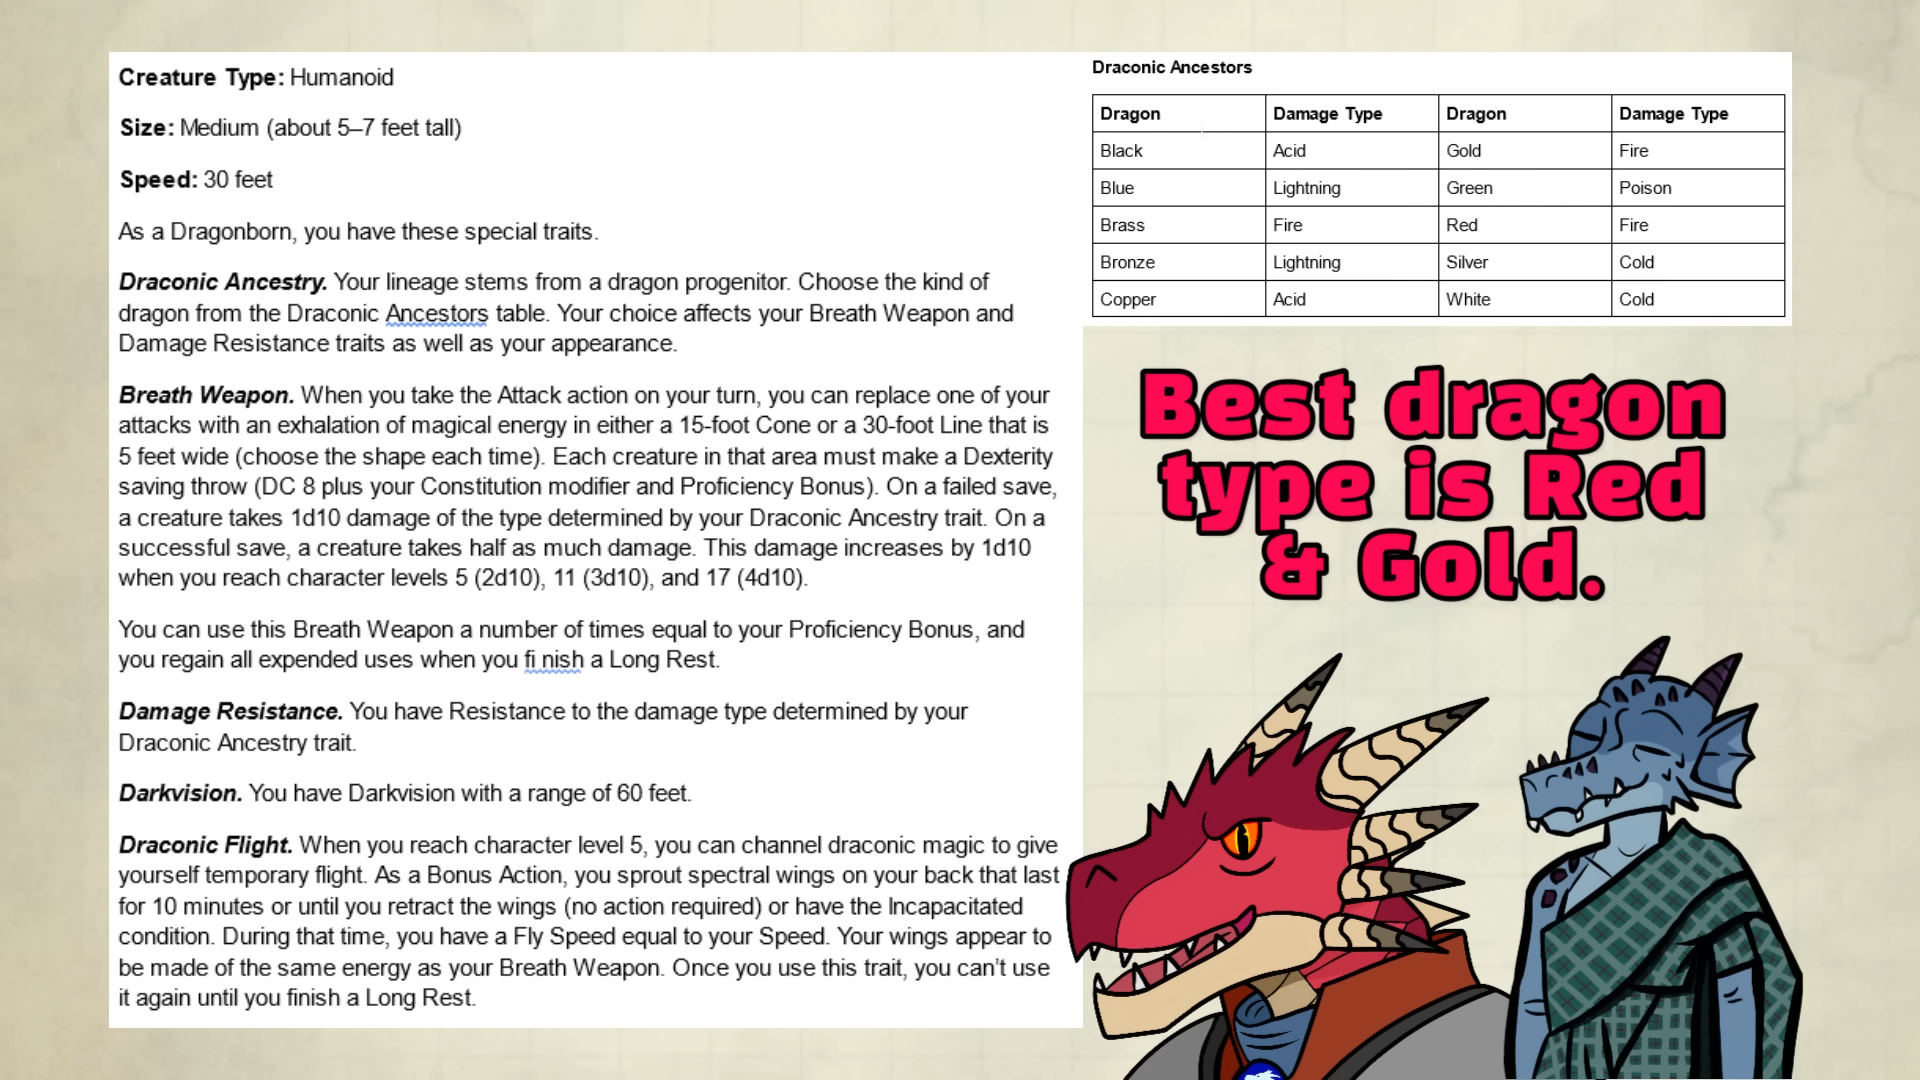 Creature Type: Humanoid
Size: Medium (about 5–7 feet tall)
Speed: 30 feet
As a Dragonborn, you have these special traits.
Draconic Ancestry. Your lineage stems from a dragon progenitor. Choose the kind of
dragon from the Draconic Ancestors table. Your choice affects your Breath Weapon and
Damage Resistance traits as well as your appearance.
Breath Weapon. When you take the Attack action on your turn, you can replace one of your
attacks with an exhalation of magical energy in either a 15-foot Cone or a 30-foot Line that is
5 feet wide (choose the shape each time). Each creature in that area must make a Dexterity
saving throw (DC 8 plus your Constitution modifier and Proficiency Bonus). On a failed save,
a creature takes 1d10 damage of the type determined by your Draconic Ancestry trait. On a
successful save, a creature takes half as much damage. This damage increases by 1d10
when you reach character levels 5 (2d10), 11 (3d10), and 17 (4d10).
You can use this Breath Weapon a number of times equal to your Proficiency Bonus, and
you regain all expended uses when you fi nish a Long Rest.
Damage Resistance. You have Resistance to the damage type determined by your
Draconic Ancestry trait.
Darkvision. You have Darkvision with a range of 60 feet.
Draconic Flight. When you reach character level 5, you can channel draconic magic to give
yourself temporary flight. As a Bonus Action, you sprout spectral wings on your back that last
for 10 minutes or until you retract the wings (no action required) or have the Incapacitated
condition. During that time, you have a Fly Speed equal to your Speed. Your wings appear to
be made of the same energy as your Breath Weapon. Once you use this trait, you can't use
it again until you finish a Long Rest.
Draconic Ancestors
Dragon Damage Type Dragon Damage Type
Black Acid Gold Fire
Blue Lightning Green Poison
Brass Fire Red Fire
Bronze Lightning Silver Cold
Copper Acid White Cold
Best dragon
type is Red
& Gold.